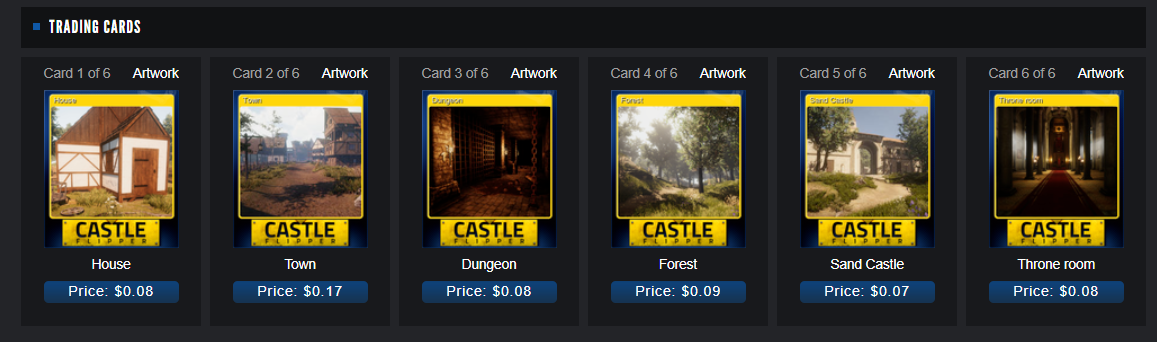 TRADING CARDS
Card 1 of 6 Artwork
House
CASTLE
FLIPPER
House
Price: $0.08
Card 2 of 6 Artwork
Town
CASTLE
FLIPPER
Town
Price: $0.17
Card 3 of 6 Artwork
Dungeon
CASTLE
FLIPPER
Dungeon
Price: $0.08
Card 4 of 6 Artwork
Forest
CASTLE
FLIPPER
Forest
Price: $0.09
Card 5 of 6 Artwork
Sand Castle
CASTLE
FLIPPER
Sand Castle
Price: $0.07
Card 6 of 6 Artwork
Throne room
CASTLE
FLIPPER
Throne room
Price: $0.08